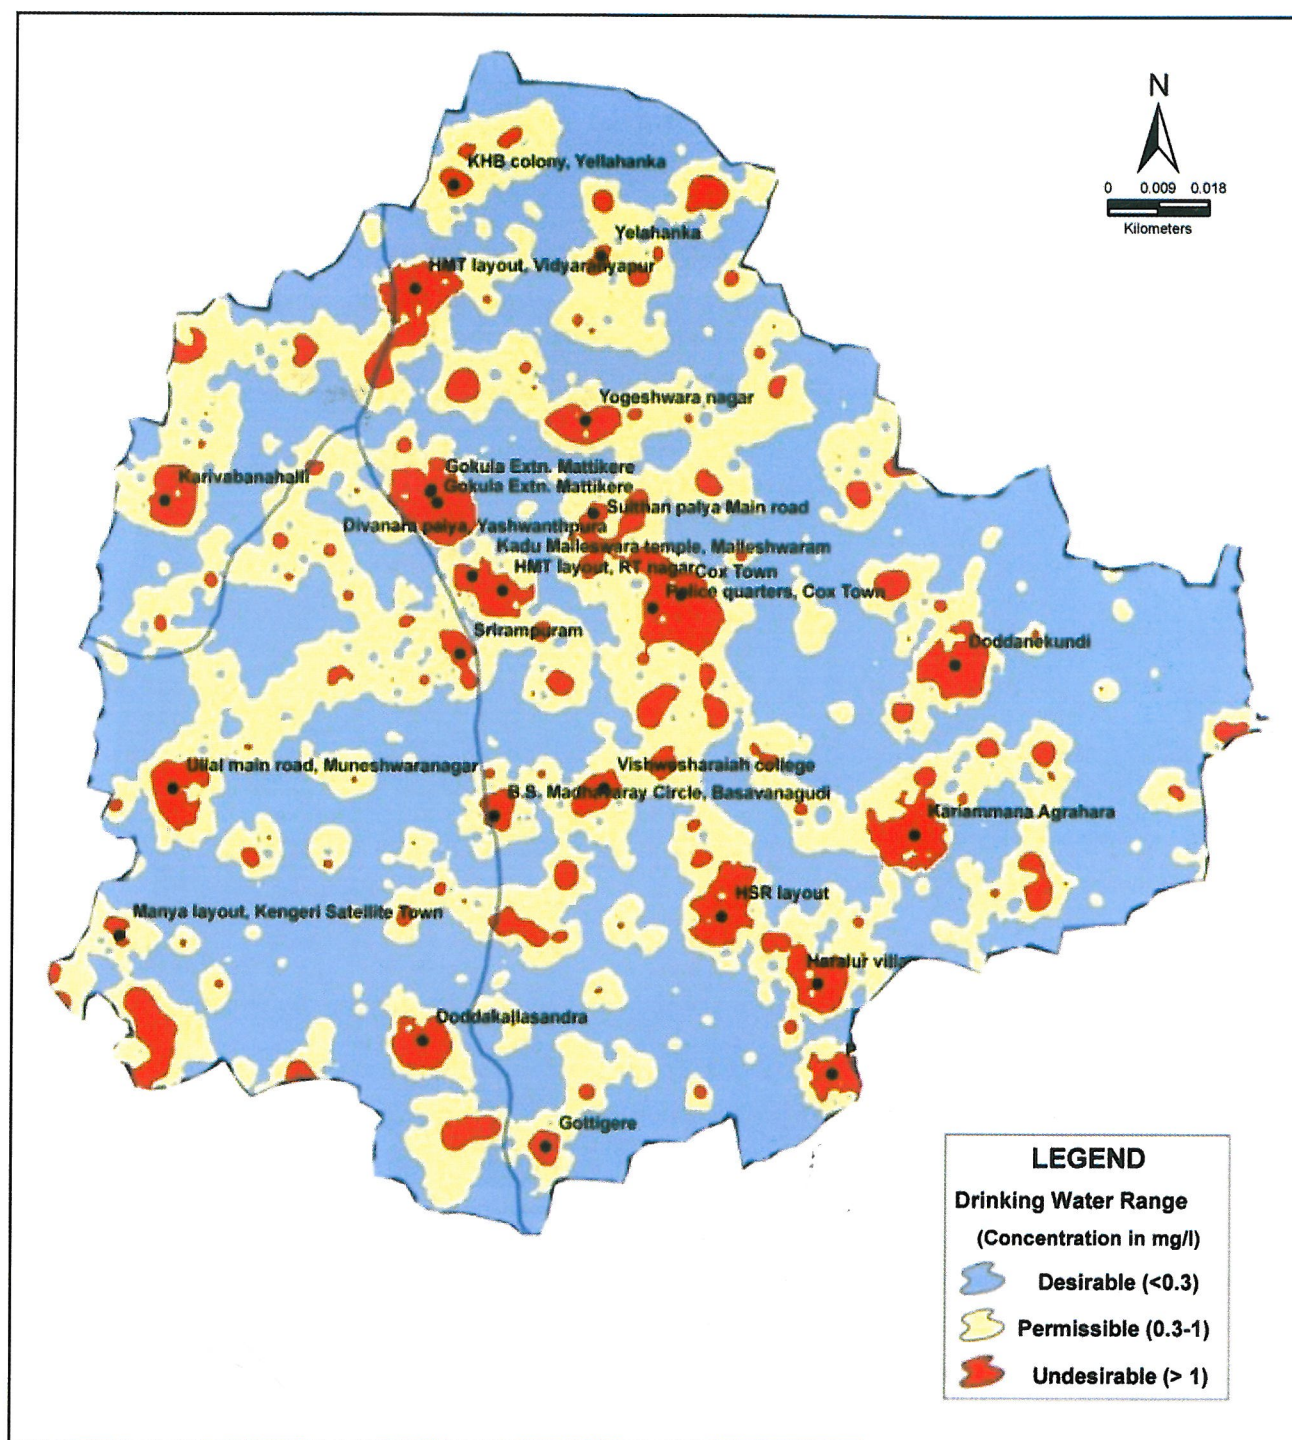 N
0 0.009 0.018
Kilometers
KHB colony, Yellahanka
Yelahanka
HMT layout, Vidyaranyapur
Yogeshwara nagar
Gokula Extn. Mattikere
Karivabanahalli
Gokula Extn. Mattikere
Sulthan palya Main road
Divanara palya, Yashwanthpura
Kadu Malleswara temple, Malleshwaram
HMT layout, RT nagar
Cox Town
Police quarters, Cox Town
Srirampuram
Doddanekundi
Ullal main road, Muneshwaranagar
Vishwesharaiah college
B.S. Madhavaray Circle, Basavanagudi
Kariammana Agrahara
HSR layout
Manya layout, Kengeri Satellite Town
Haralur villa
Doddakallasandra
Gottigere
LEGEND
Drinking Water Range
(Concentration in mg/l)
Desirable (<0.3)
Permissible (0.3-1)
Undesirable (> 1)